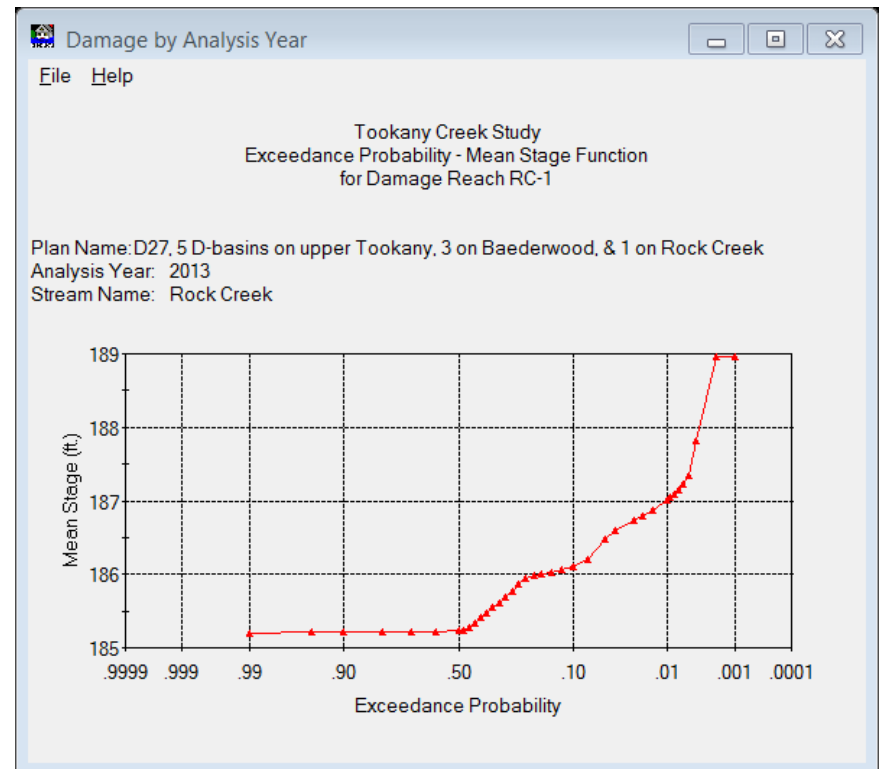 Damage by Analysis Year
File Help
Tookany Creek Study
Exceedance Probability - Mean Stage Function
for Damage Reach RC-1
Plan Name:D27, 5 D-basins on upper Tookany, 3 on Baederwood, & 1 on Rock Creek
Analysis Year: 2013
Stream Name: Rock Creek
189
188
187
186
185
Mean Stage (ft.)
.9999 .999 .99 .90 .50 .10 .01 .001 .0001
Exceedance Probability